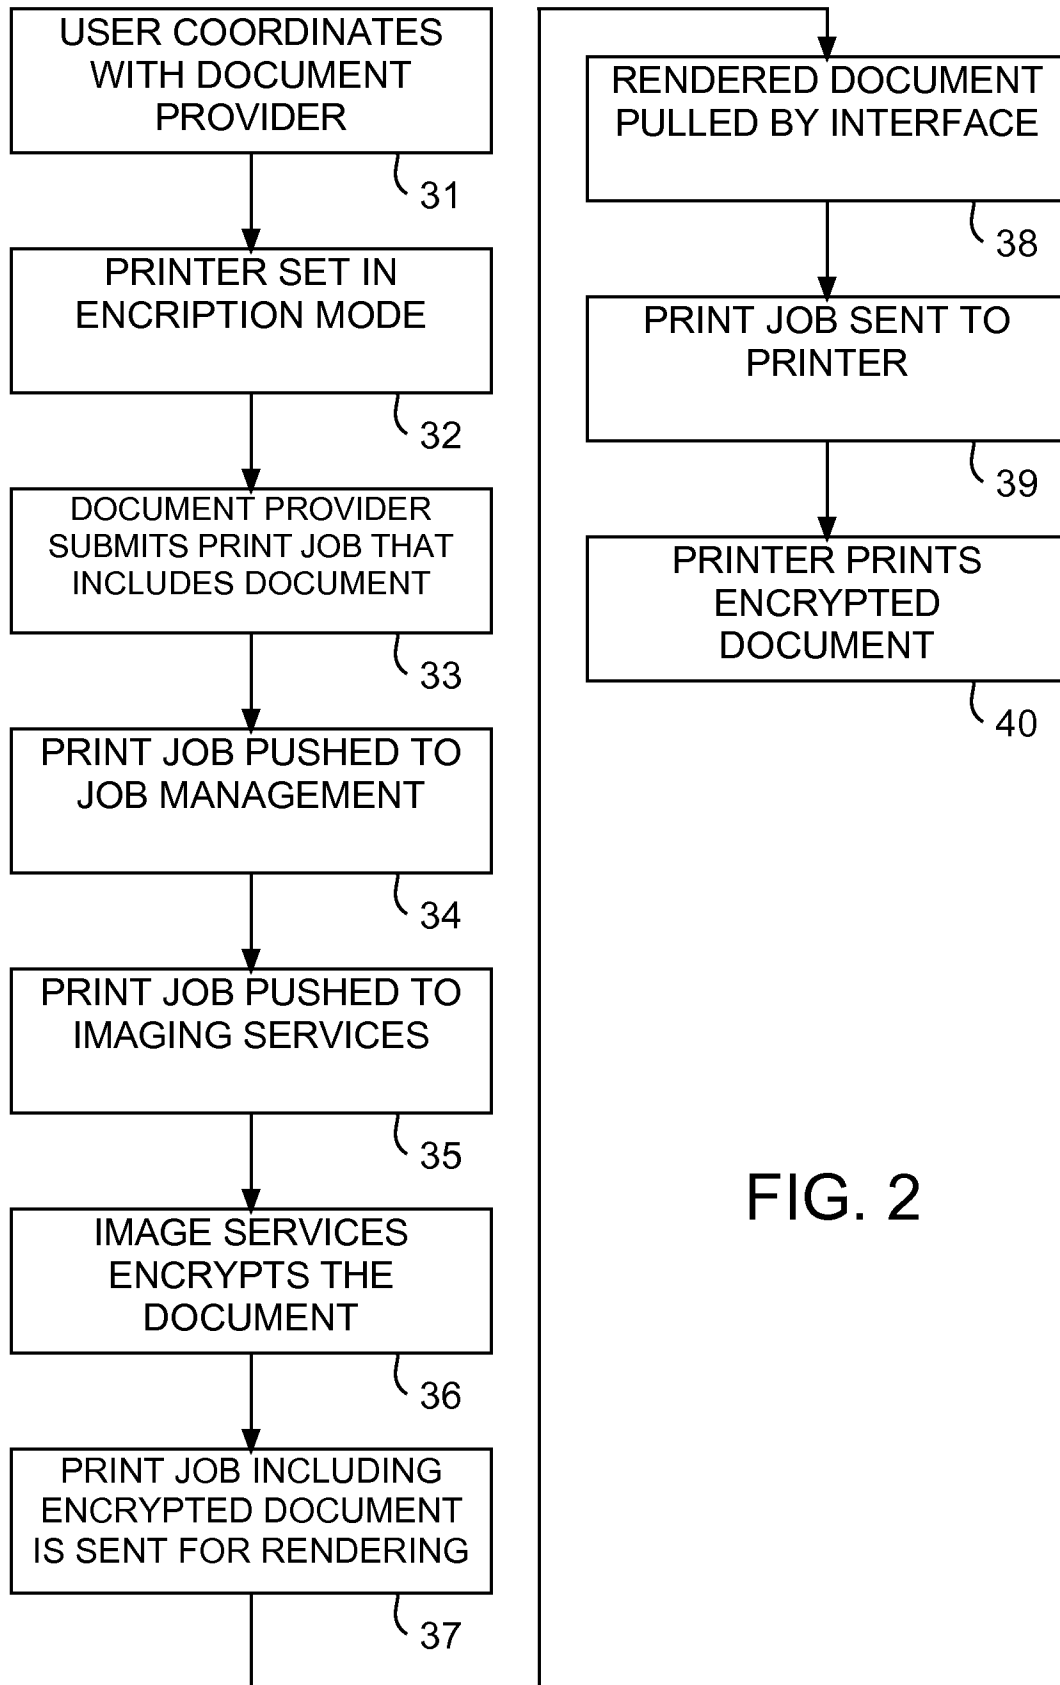 USER COORDINATES
WITH DOCUMENT
PROVIDER
31
PRINTER SET IN
ENCRIPTION MODE
32
DOCUMENT PROVIDER
SUBMITS PRINT JOB THAT
INCLUDES DOCUMENT
33
PRINT JOB PUSHED TO
JOB MANAGEMENT
34
PRINT JOB PUSHED TO
IMAGING SERVICES
35
IMAGE SERVICES
ENCRYPTS THE
DOCUMENT
36
PRINT JOB INCLUDING
ENCRYPTED DOCUMENT
IS SENT FOR RENDERING
37
RENDERED DOCUMENT
PULLED BY INTERFACE
38
PRINT JOB SENT TO
PRINTER
39
PRINTER PRINTS
ENCRYPTED
DOCUMENT
40
FIG. 2